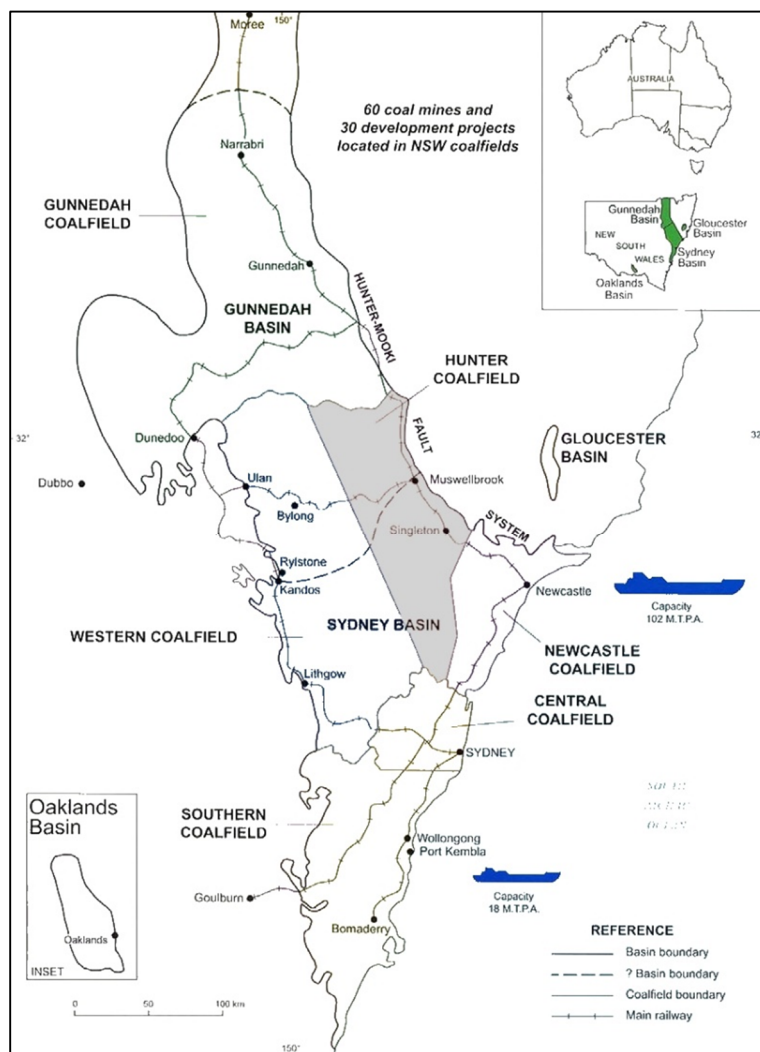 Moree
150°
60 coal mines and
30 development projects
located in NSW coalfields
AUSTRALIA
Narrabri
GUNNEDAH
COALFIELD
Gunnedah
Basin
Gloucester
Basin
NEW
SOUTH
WALES
Sydney
Basin
Oaklands
Basin
Gunnedah
GUNNEDAH
BASIN
HUNTER-MOOKI
FAULT
SYSTEM
HUNTER
COALFIELD
32°
Dunedoo
GLOUCESTER
BASIN
32
Dubbo
Ulan
Muswellbrook
Bylong
Singleton
Rylstone
Kandos
Newcastle
Capacity
102 M.T.P.A.
WESTERN COALFIELD
SYDNEY BASIN
NEWCASTLE
COALFIELD
Lithgow
CENTRAL
COALFIELD
SYDNEY
Oaklands
Basin
SOUTHERN
COALFIELD
Wollongong
Port Kembla
Goulburn
Capacity
18 M.T.P.A.
Bomaderry
Oaklands
INSET
REFERENCE
Basin boundary
? Basin boundary
Coalfield boundary
Main railway
0 50 100 km
150°